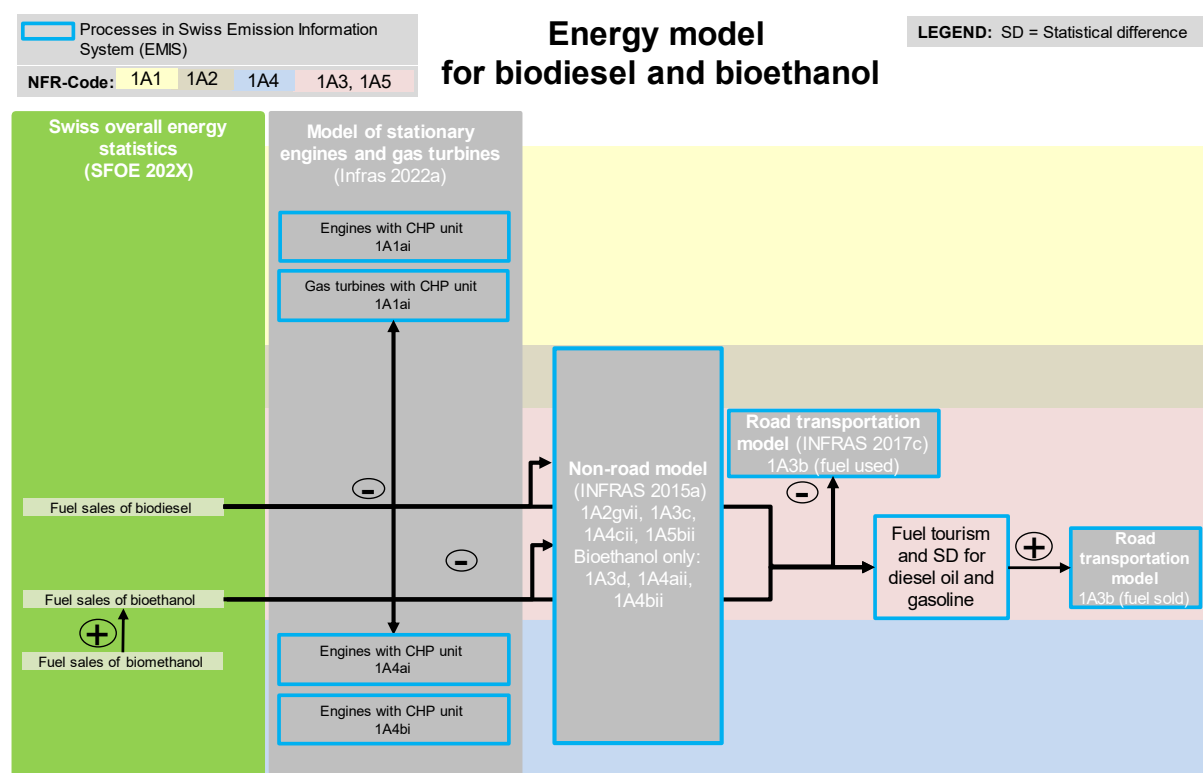 Processes in Swiss Emission Information
System (EMIS)
NFR-Code: 1A1 1A2 1A4 1A3, 1A5
Energy model
for biodiesel and bioethanol
LEGEND: SD = Statistical difference
Swiss overall energy
statistics
(SFOE 202X)
Model of stationary
engines and gas turbines
(Infras 2022a)
Engines with CHP unit
1A1ai
Gas turbines with CHP unit
1A1ai
Road transportation
model (INFRAS 2017c)
1A3b (fuel used)
Non-road model
(INFRAS 2015a)
1A2gvii, 1A3c,
1A4cii, 1A5bii
Bioethanol only:
1A3d, 1A4aii,
1A4bii
-
-
Fuel sales of biodiesel
-
Fuel tourism
and SD for
diesel oil and
gasoline
+
Road
transportation
model
1A3b (fuel sold)
Fuel sales of bioethanol
+
Fuel sales of biomethanol
Engines with CHP unit
1A4ai
Engines with CHP unit
1A4bi